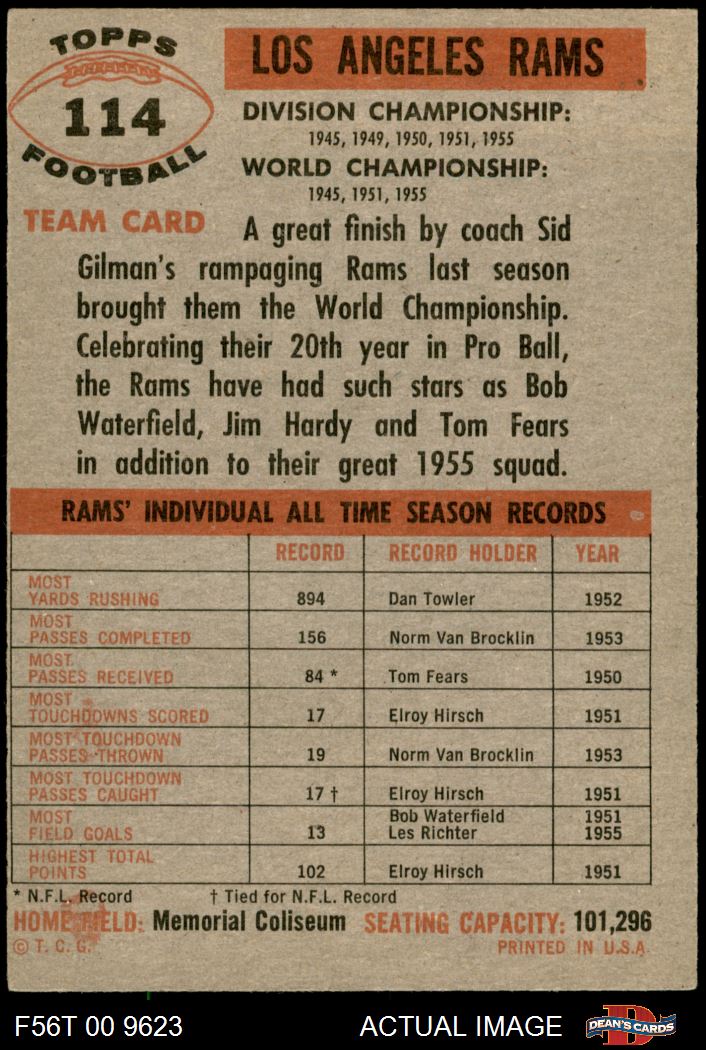 TOPPS
114
FOOTBALL
LOS ANGELES RAMS
DIVISION CHAMPIONSHIP:
1945, 1949, 1950, 1951, 1955
WORLD CHAMPIONSHIP:
1945, 1951, 1955
TEAM CARD
A great finish by coach Sid
Gilman's rampaging Rams last season
brought them the World Championship.
Celebrating their 20th year in Pro Ball,
the Rams have had such stars as Bob
Waterfield, Jim Hardy and Tom Fears
in addition to their great 1955 squad.
RAMS' INDIVIDUAL ALL TIME SEASON RECORDS
RECORD RECORD HOLDER YEAR
MOST
YARDS RUSHING 894 Dan Towler 1952
MOST
PASSES COMPLETED 156 Norm Van Brocklin 1953
MOST
PASSES RECEIVED 84 * Tom Fears 1950
MOST
TOUCHDOWNS SCORED 17 Elroy Hirsch 1951
MOST TOUCHDOWN
PASSES THROWN 19 Norm Van Brocklin 1953
MOST TOUCHDOWN
PASSES CAUGHT 17 † Elroy Hirsch 1951
MOST Bob Waterfield 1951
FIELD GOALS 13 Les Richter 1955
HIGHEST TOTAL
POINTS 102 Elroy Hirsch 1951
* N.F.L. Record † Tied for N.F.L. Record
HOME FIELD: Memorial Coliseum SEATING CAPACITY: 101,296
© T. C. G. PRINTED IN U.S.A.
F56T 00 9623 ACTUAL IMAGE DEAN'S CARDS